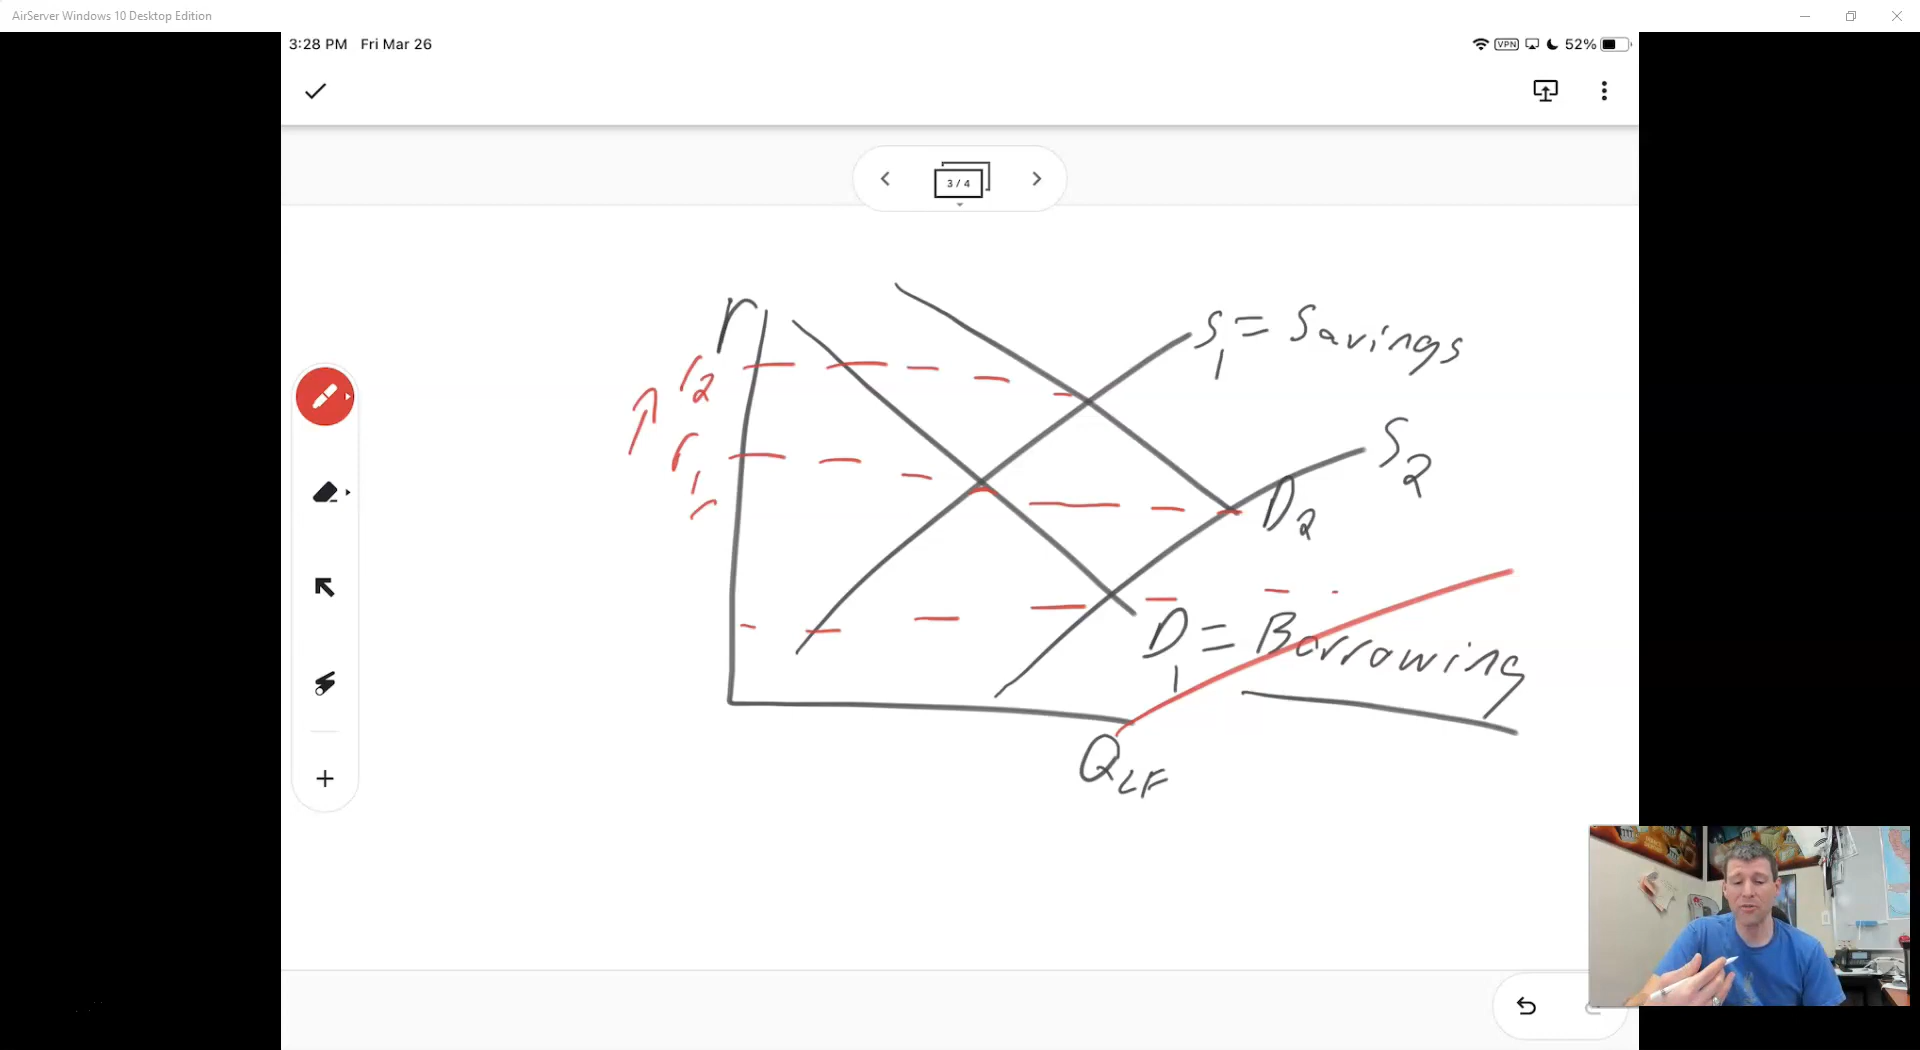 AirServer Windows 10 Desktop Edition
3:28 PM Fri Mar 26
VPN 52%
3 / 4
r
S1 = Savings
r2
r1
r
S2
D2
D1 = Borrowing
QLF